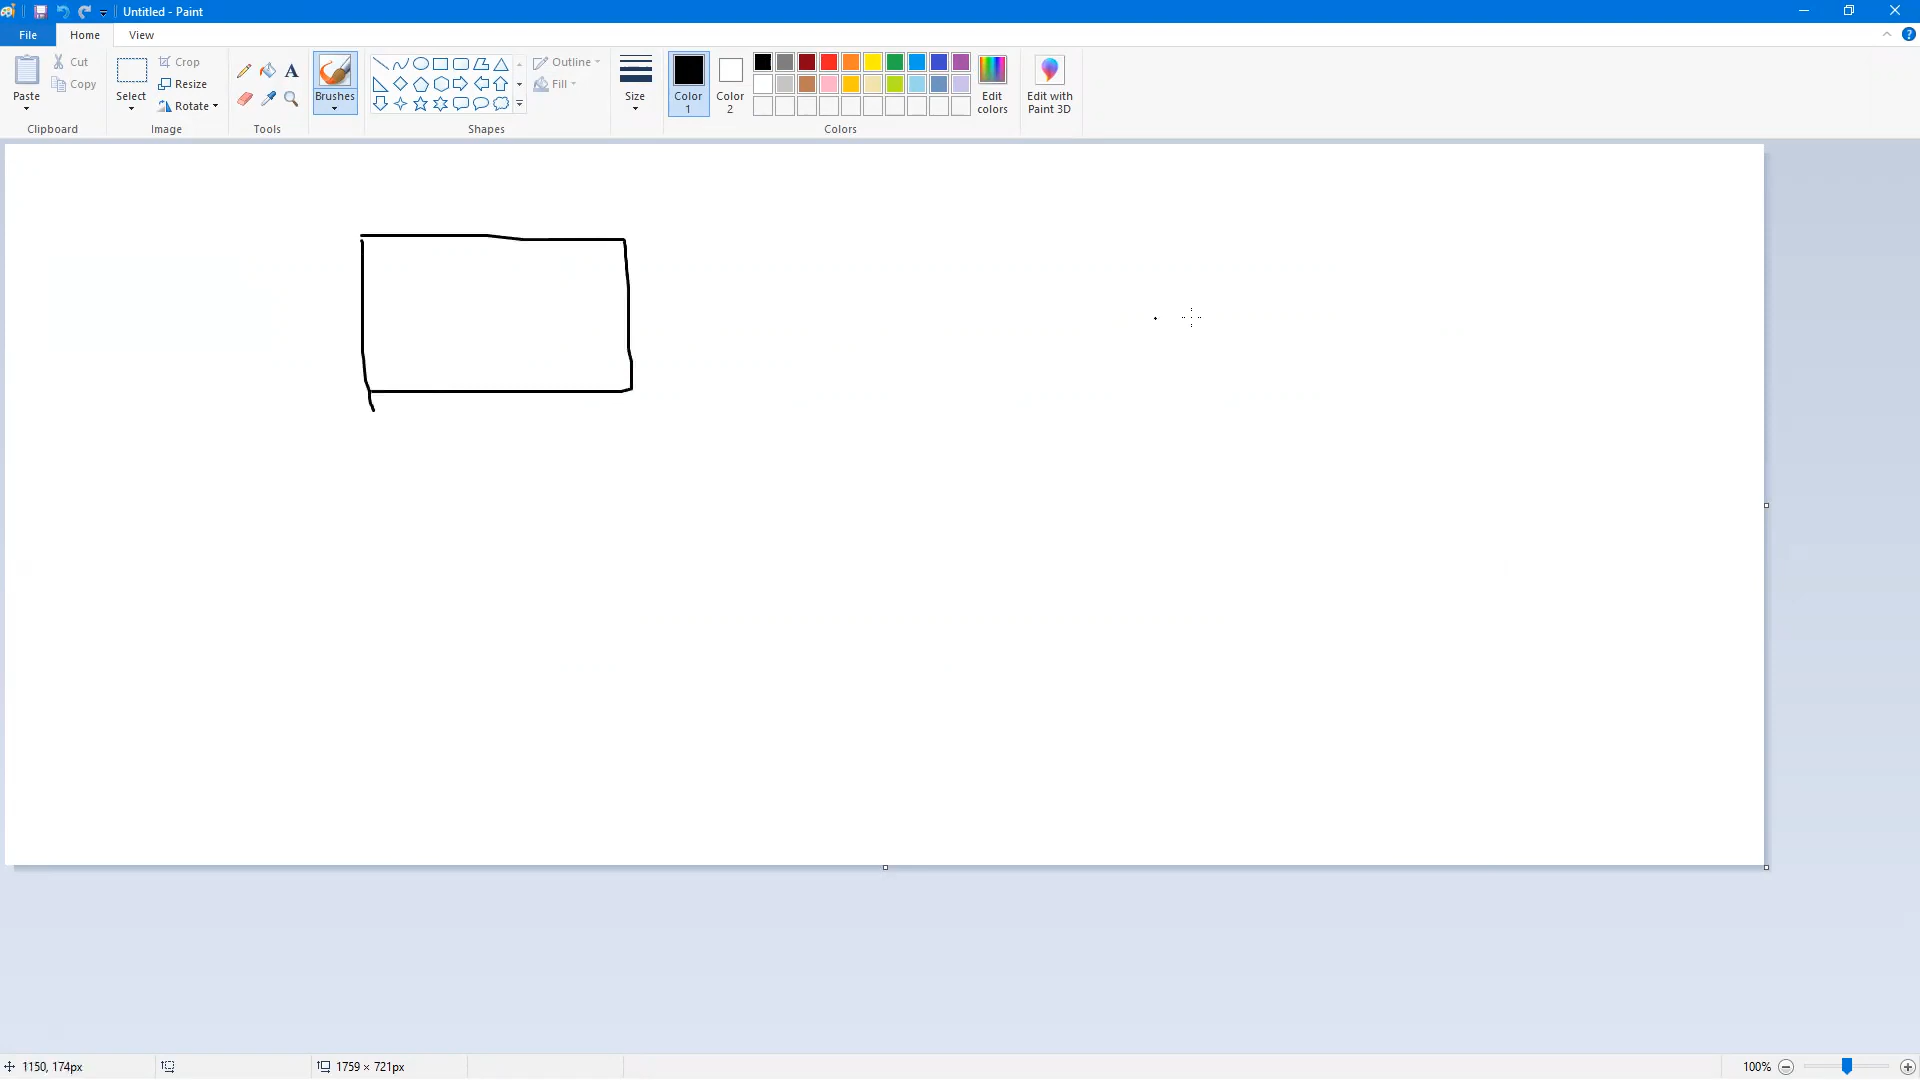 Untitled - Paint
File Home View
Paste Cut Copy Clipboard
Select Crop Resize Rotate Image
A
Tools
Brushes
Shapes Outline Fill
Size
Color 1
Color 2
Edit colors
Colors
Edit with Paint 3D
1150, 174px
1759 × 721px
100%